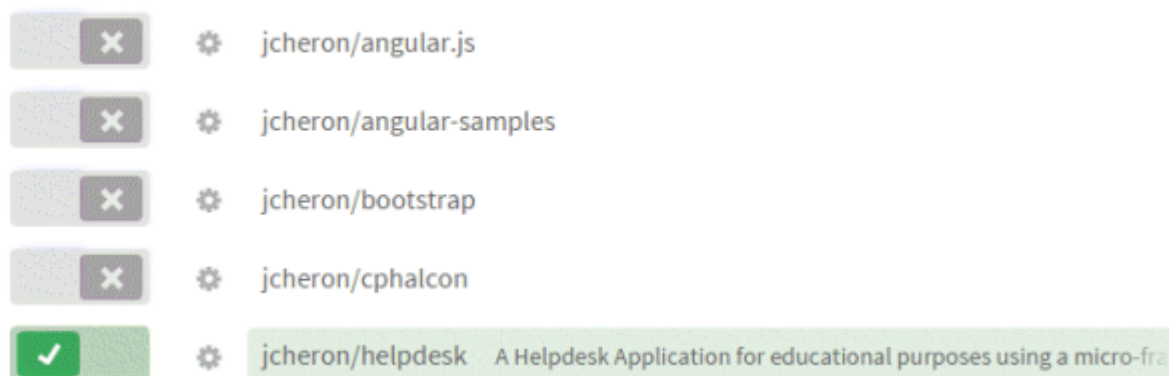 jcheron/angular.js
jcheron/angular-samples
jcheron/bootstrap
jcheron/cphalcon
jcheron/helpdesk A Helpdesk Application for educational purposes using a micro-fra